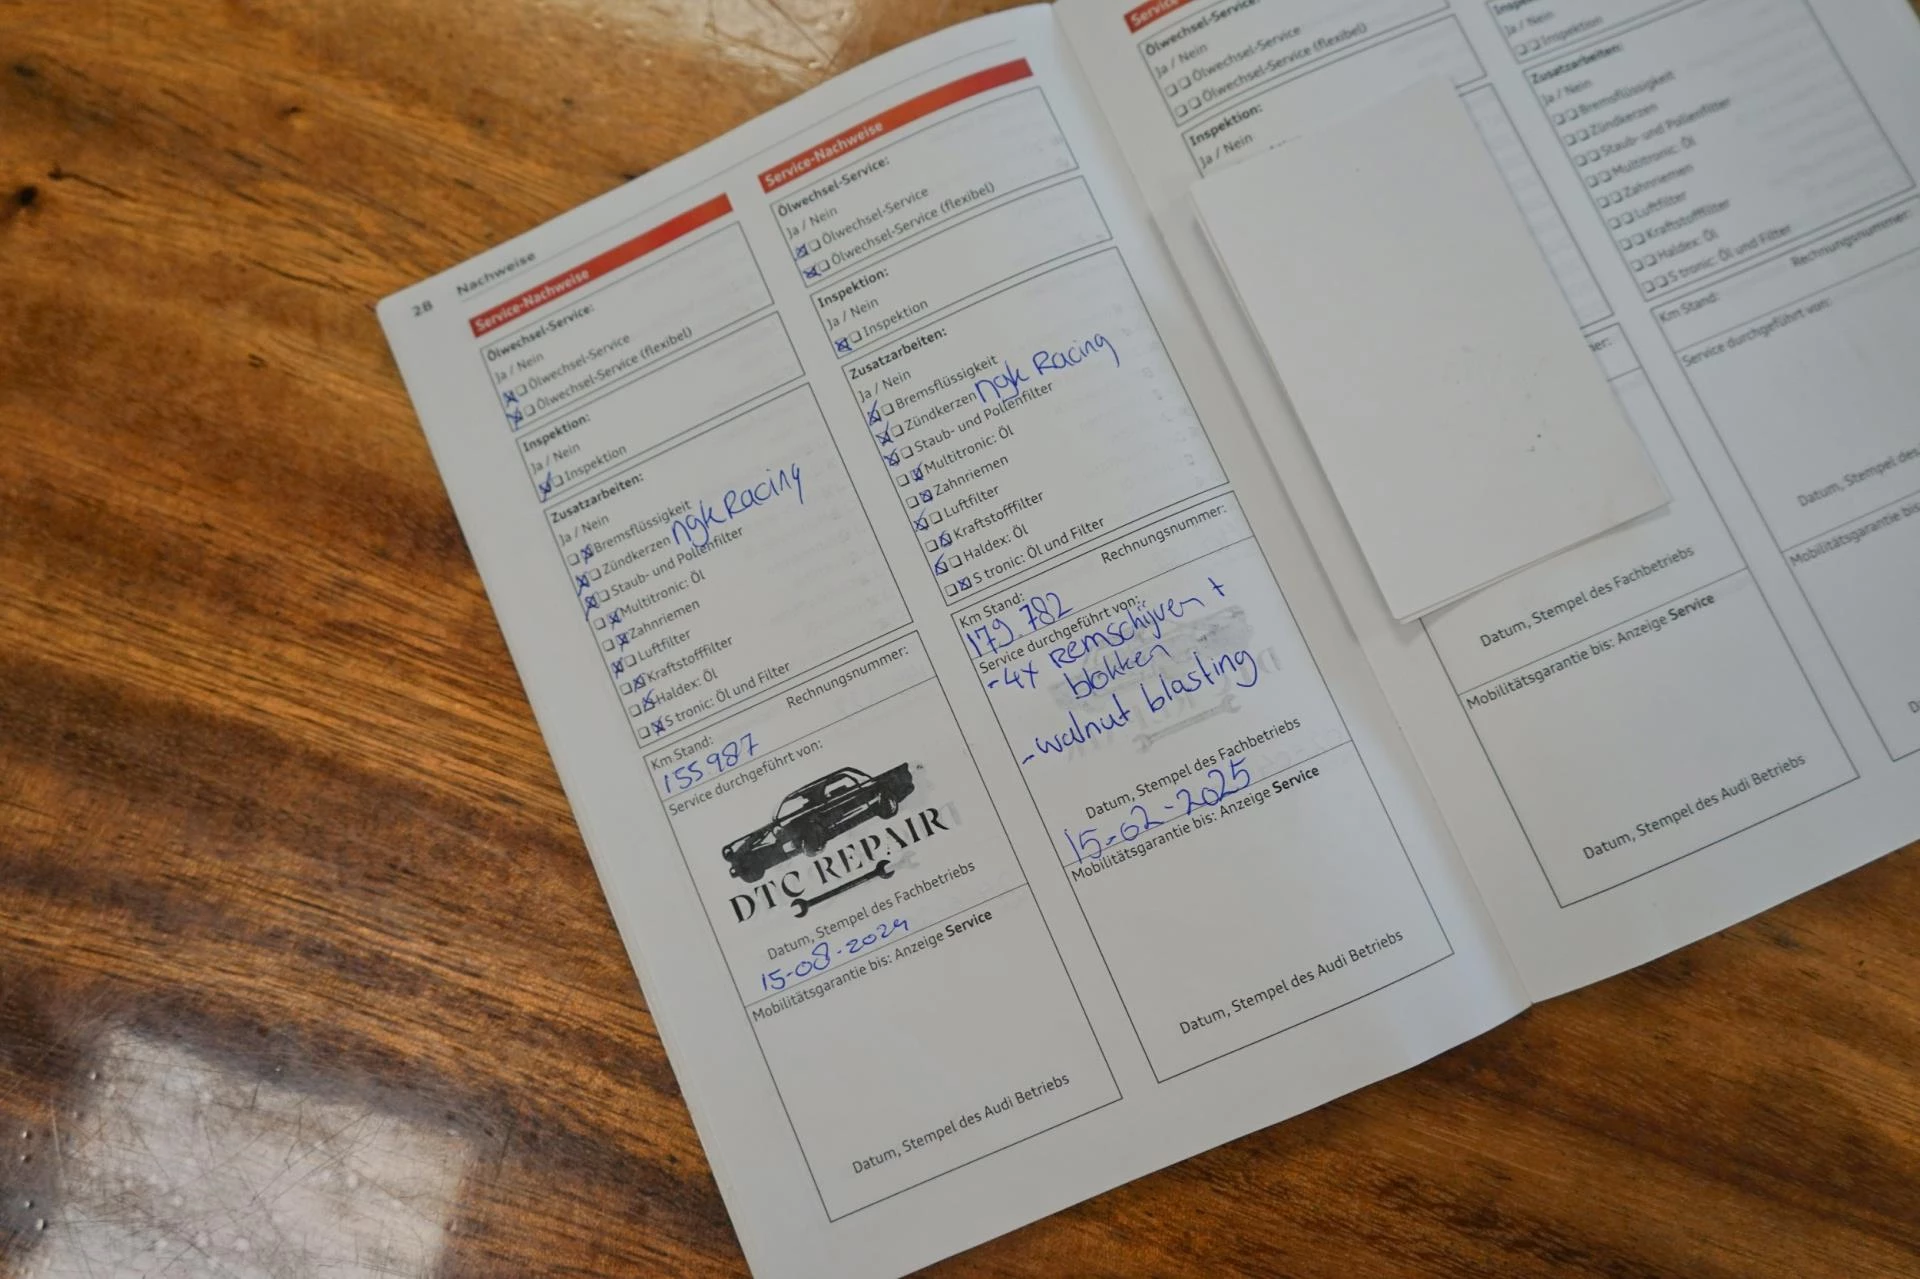 28 Nachweise
Service-Nachweise
Ölwechsel-Service:
Ja / Nein
Ölwechsel-Service
Ölwechsel-Service (flexibel)
Inspektion:
Ja / Nein
Inspektion
Zusatzarbeiten:
Ja / Nein
Bremsflüssigkeit
Zündkerzen ngk Racing
Staub- und Pollenfilter
Multitronic: Öl
Zahnriemen
Luftfilter
Kraftstofffilter
Haldex: Öl
S tronic: Öl und Filter
Rechnungsnummer:
Km Stand:
155987
Service durchgeführt von:
DTC REPAIR
Datum, Stempel des Fachbetriebs
15-08-2024
Mobilitätsgarantie bis: Anzeige Service
Datum, Stempel des Audi Betriebs
Service-Nachweise
Ölwechsel-Service:
Ja / Nein
Ölwechsel-Service
Ölwechsel-Service (flexibel)
Inspektion:
Ja / Nein
Inspektion
Zusatzarbeiten:
Ja / Nein
Bremsflüssigkeit
Zündkerzen ngk Racing
Staub- und Pollenfilter
Multitronic: Öl
Zahnriemen
Luftfilter
Kraftstofffilter
Haldex: Öl
S tronic: Öl und Filter
Rechnungsnummer:
Km Stand:
179.782
Service durchgeführt von:
- 4x Remschijven +
blokken
- walnut blasting
Datum, Stempel des Fachbetriebs
15-02-2025
Mobilitätsgarantie bis: Anzeige Service
Datum, Stempel des Audi Betriebs
Service
Ölwechsel-Service:
Ja / Nein
Ölwechsel-Service
Ölwechsel-Service (flexibel)
Inspektion:
Ja / Nein
Datum, Stempel des Fachbetriebs
Mobilitätsgarantie bis: Anzeige Service
Datum, Stempel des Audi Betriebs
Ja / Nein
Inspektion
Zusatzarbeiten:
Ja / Nein
Bremsflüssigkeit
Zündkerzen
Staub- und Pollenfilter
Multitronic: Öl
Zahnriemen
Luftfilter
Kraftstofffilter
Haldex: Öl
S tronic: Öl und Filter
Rechnungsnummer:
Km Stand:
Service durchgeführt von:
Datum, Stempel des
Mobilitätsgarantie bis: